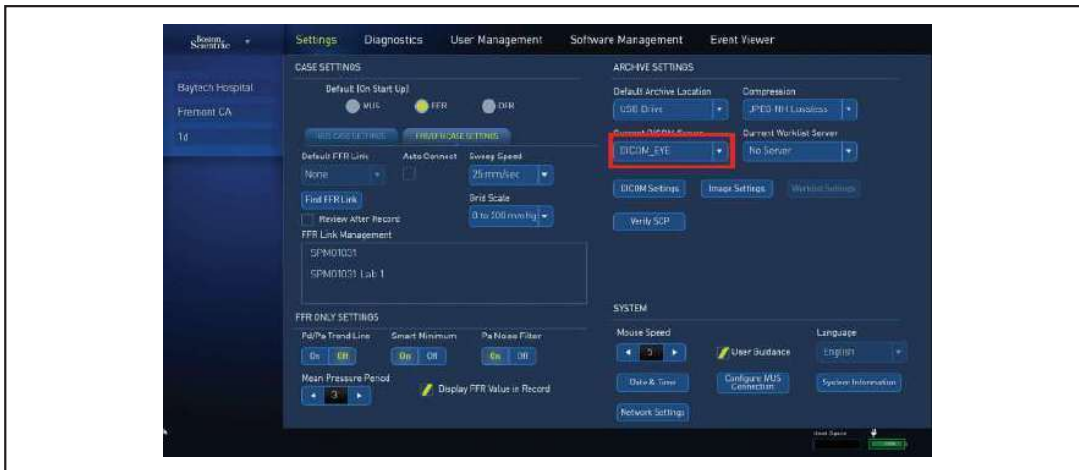 Boston Scientific
Settings Diagnostics User Management Software Management Event Viewer
Baytech Hospital
Fremont CA
1d
CASE SETTINGS
Default (On Start Up)
FFR DFR
FFR/DFR CASE SETTINGS
Default FFR Link Auto Connect Sweep Speed
None 25 mm/sec
Find FFR Link
Grid Scale
Review After Record
0 to 200 mmHg
FFR Link Management
SPM01031
SPM01031 Lab 1
FFR ONLY SETTINGS
Pd/Pa Trend Line Smart Minimum Pa Noise Filter
On Off On Off On Off
Mean Pressure Period
3
Display FFR Value in Record
ARCHIVE SETTINGS
Default Archive Location Compression
USB Drive JPEG-NH Lossless
Current DICOM Server Current Worklist Server
DICOM_EYE No Server
DICOM Settings Image Settings Worklist Settings
Verify SCP
SYSTEM
Mouse Speed Language
5 User Guidance English
Date & Time Configure MUS Connection System Information
Network Settings